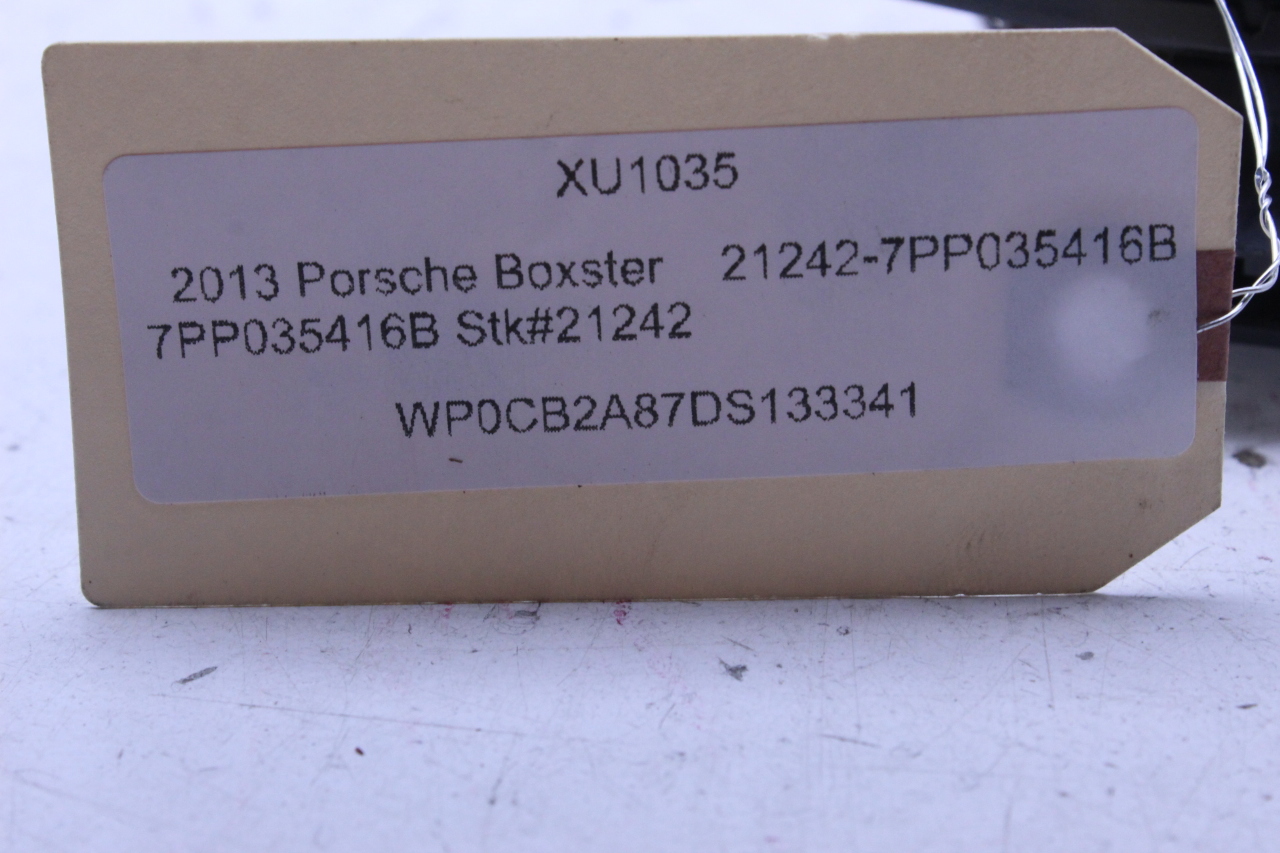 XU1035
2013 Porsche Boxster 21242-7PP035416B
7PP035416B Stk#21242
WP0CB2A87DS133341